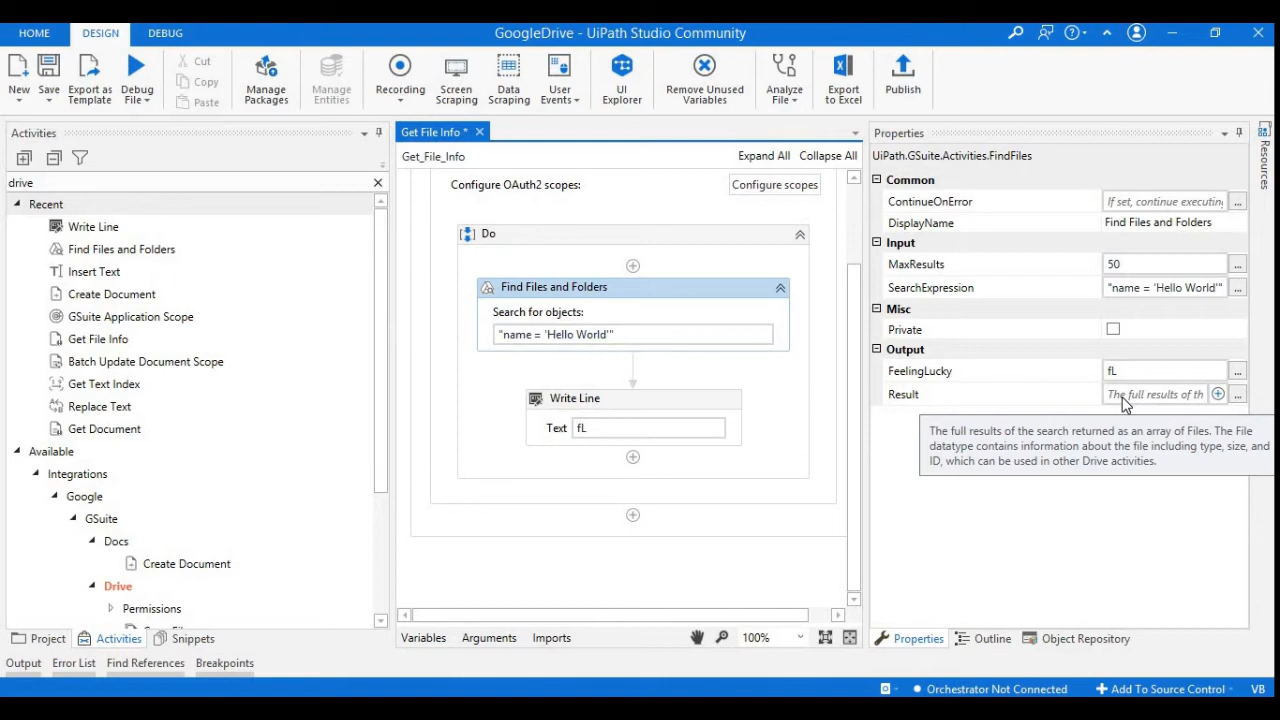 HOME DESIGN DEBUG GoogleDrive - UiPath Studio Community
New Save Export as Template Debug File Cut Copy Paste Manage Packages Manage Entities Recording Screen Scraping Data Scraping User Events UI Explorer Remove Unused Variables Analyze File Export to Excel Publish
Activities
drive
Recent
Write Line
Find Files and Folders
Insert Text
Create Document
GSuite Application Scope
Get File Info
Batch Update Document Scope
Get Text Index
Replace Text
Get Document
Available
Integrations
Google
GSuite
Docs
Create Document
Drive
Permissions
Project Activities Snippets
Output Error List Find References Breakpoints
Get File Info *
Get_File_Info Expand All Collapse All
Configure OAuth2 scopes: Configure scopes
Do
Find Files and Folders
Search for objects:
"name = 'Hello World'"
Write Line
Text fL
Variables Arguments Imports 100%
Properties
UiPath.GSuite.Activities.FindFiles
Common
ContinueOnError If set, continue executing
DisplayName Find Files and Folders
Input
MaxResults 50
SearchExpression "name = 'Hello World'"
Misc
Private
Output
FeelingLucky fL
Result The full results of th
The full results of the search returned as an array of Files. The File
datatype contains information about the file including type, size, and
ID, which can be used in other Drive activities.
Properties Outline Object Repository
Resources
Orchestrator Not Connected Add To Source Control VB